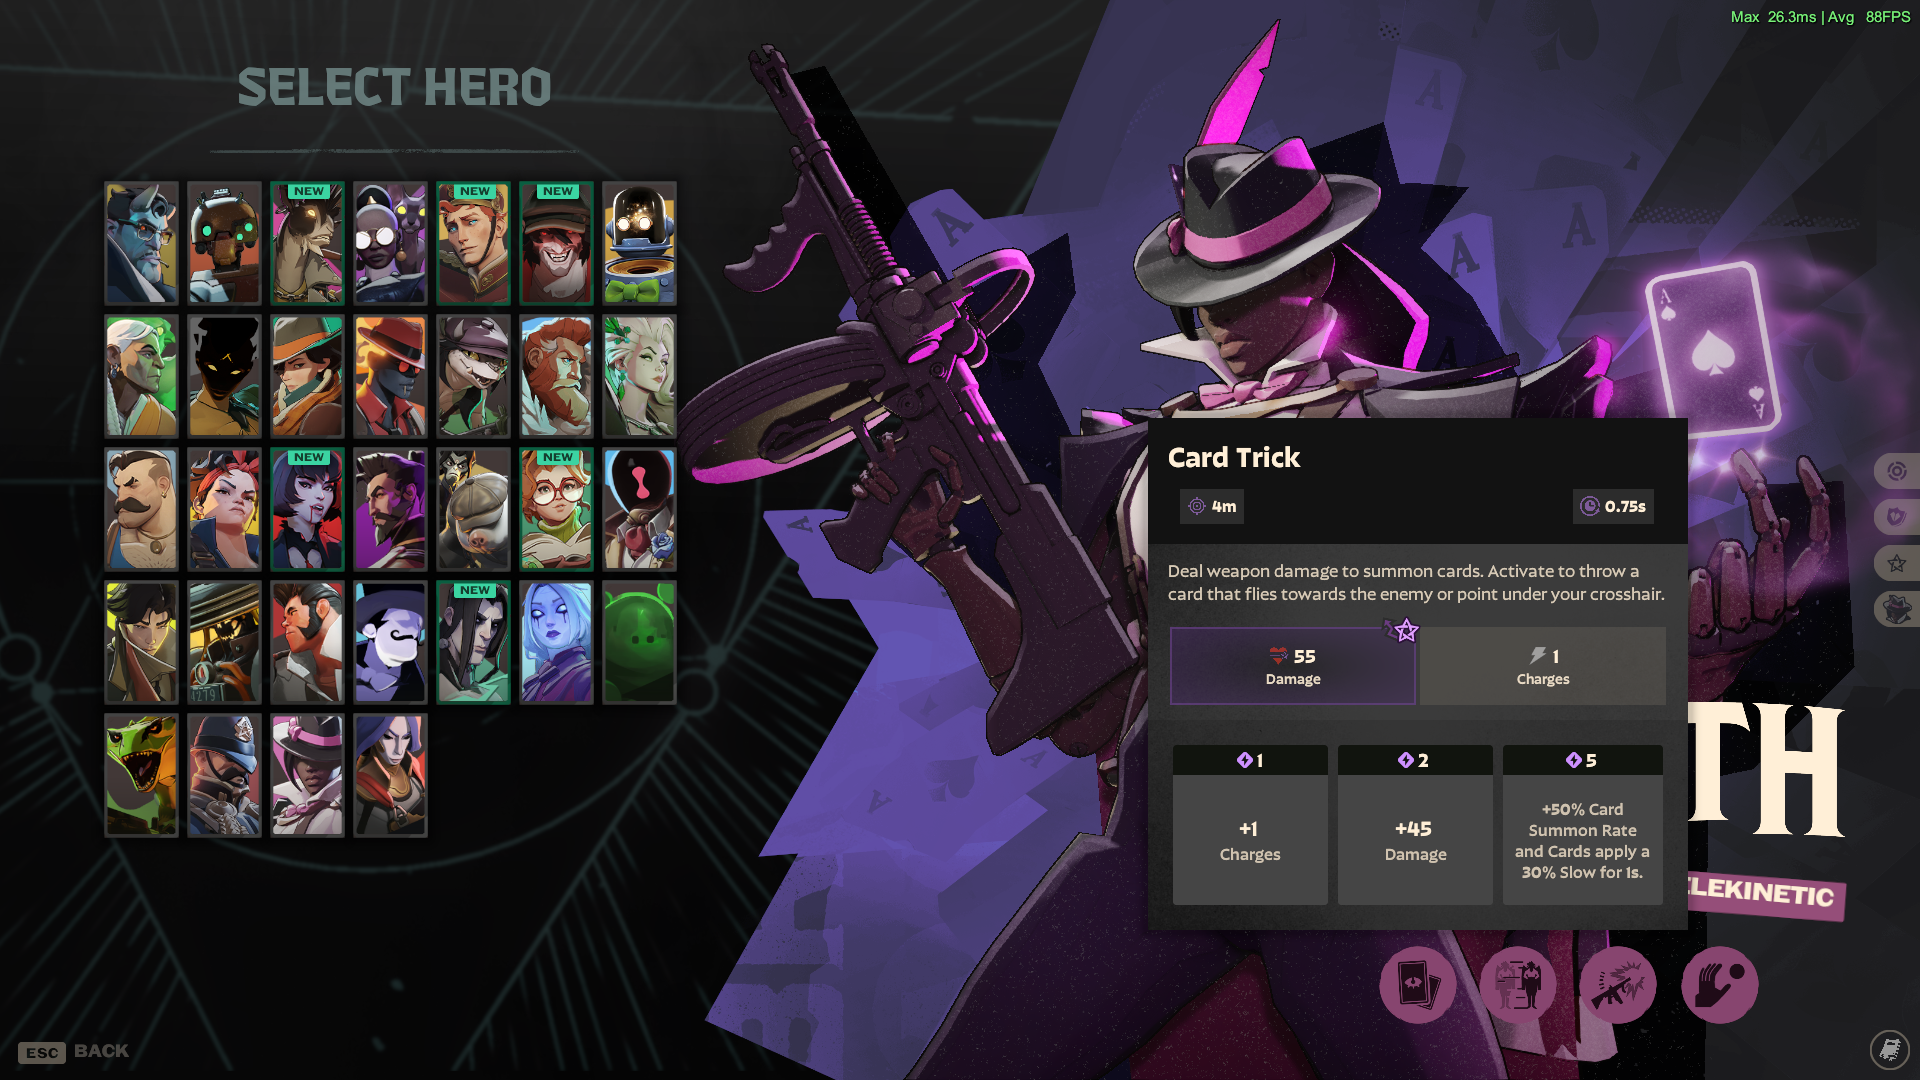 Max 26.3ms | Avg 88FPS
SELECT HERO
NEW
NEW
NEW
NEW
NEW
NEW
A
A
A
A
A
A
A
Card Trick
4m
0.75s
Deal weapon damage to summon cards. Activate to throw a
card that flies towards the enemy or point under your crosshair.
55
Damage
1
Charges
1
+1
Charges
2
+45
Damage
5
+50% Card
Summon Rate
and Cards apply a
30% Slow for 1s.
TH
ELEKINETIC
ESC BACK